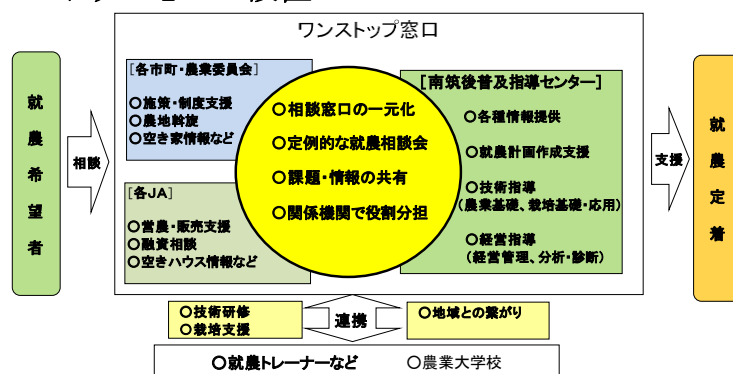 ワンストップ窓口
就農希望者
相談
[各市町・農業委員会]
○施策・制度支援
○農地斡旋
○空き家情報など
[各JA]
○営農・販売支援
○融資相談
○空きハウス情報など
○相談窓口の一元化
○定例的な就農相談会
○課題・情報の共有
○関係機関で役割分担
[南筑後普及指導センター]
○各種情報提供
○就農計画作成支援
○技術指導
(農業基礎、栽培基礎・応用)
○経営指導
(経営管理、分析・診断)
支援
就農定着
○技術研修
○栽培支援
連携
○地域との繋がり
○就農トレーナーなど ○農業大学校